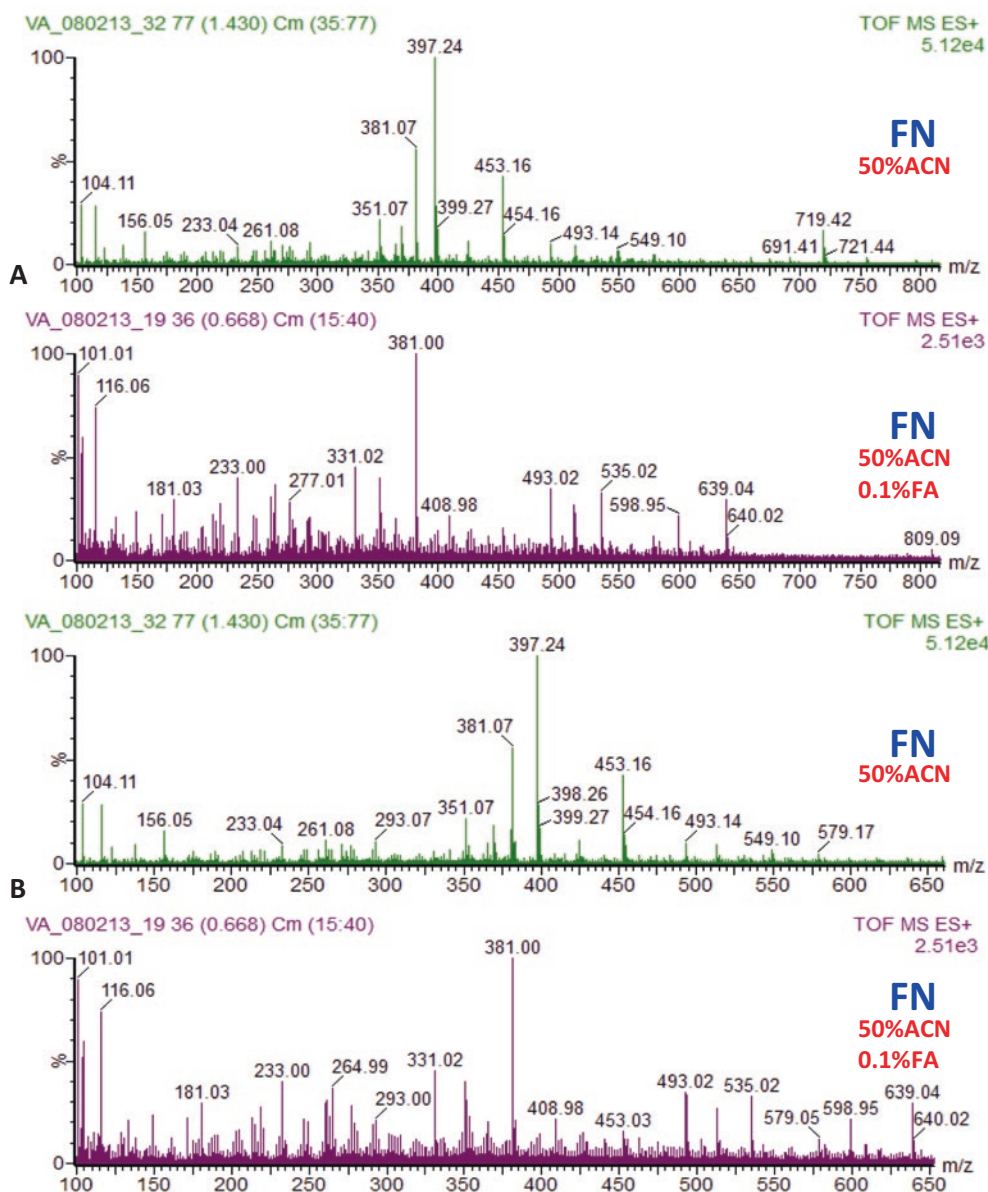 VA_080213_32 77 (1.430) Cm (35:77)
TOF MS ES+
5.12e4
397.24
100
381.07
FN
50%ACN
453.16
%
104.11
156.05
233.04
261.08
351.07
399.27
454.16
493.14
549.10
719.42
691.41
721.44
0
100 150 200 250 300 350 400 450 500 550 600 650 700 750 800 m/z
A
VA_080213_19 36 (0.668) Cm (15:40)
TOF MS ES+
2.51e3
381.00
100
101.01
116.06
FN
50%ACN
0.1%FA
%
181.03
233.00
277.01
331.02
408.98
493.02
535.02
598.95
639.04
640.02
809.09
0
100 150 200 250 300 350 400 450 500 550 600 650 700 750 800 m/z
VA_080213_32 77 (1.430) Cm (35:77)
TOF MS ES+
5.12e4
397.24
100
381.07
FN
50%ACN
453.16
%
104.11
156.05
233.04
261.08
293.07
351.07
398.26
399.27
454.16
493.14
549.10
579.17
0
100 150 200 250 300 350 400 450 500 550 600 650 m/z
B
VA_080213_19 36 (0.668) Cm (15:40)
TOF MS ES+
2.51e3
381.00
100
101.01
116.06
FN
50%ACN
0.1%FA
%
181.03
233.00
264.99
293.00
331.02
408.98
453.03
493.02
535.02
579.05
598.95
639.04
640.02
0
100 150 200 250 300 350 400 450 500 550 600 650 m/z